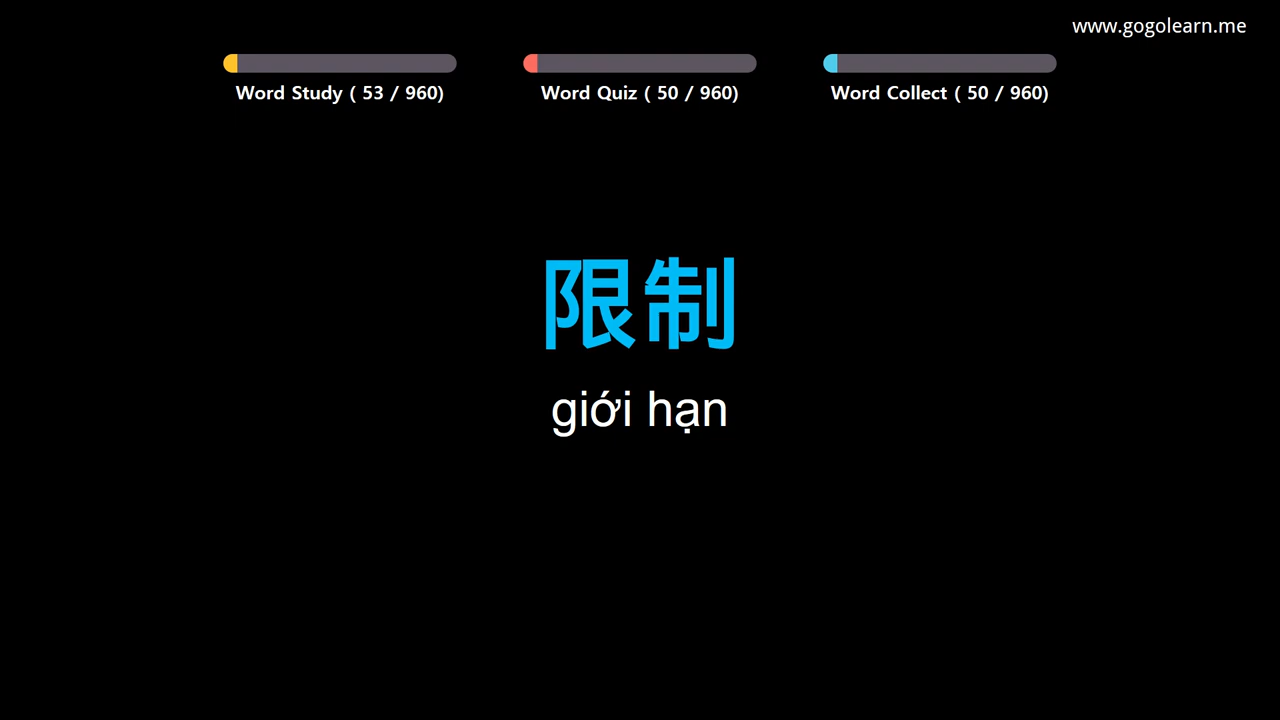 www.gogolearn.me
Word Study ( 53 / 960)
Word Quiz ( 50 / 960)
Word Collect ( 50 / 960)
限制
giới hạn